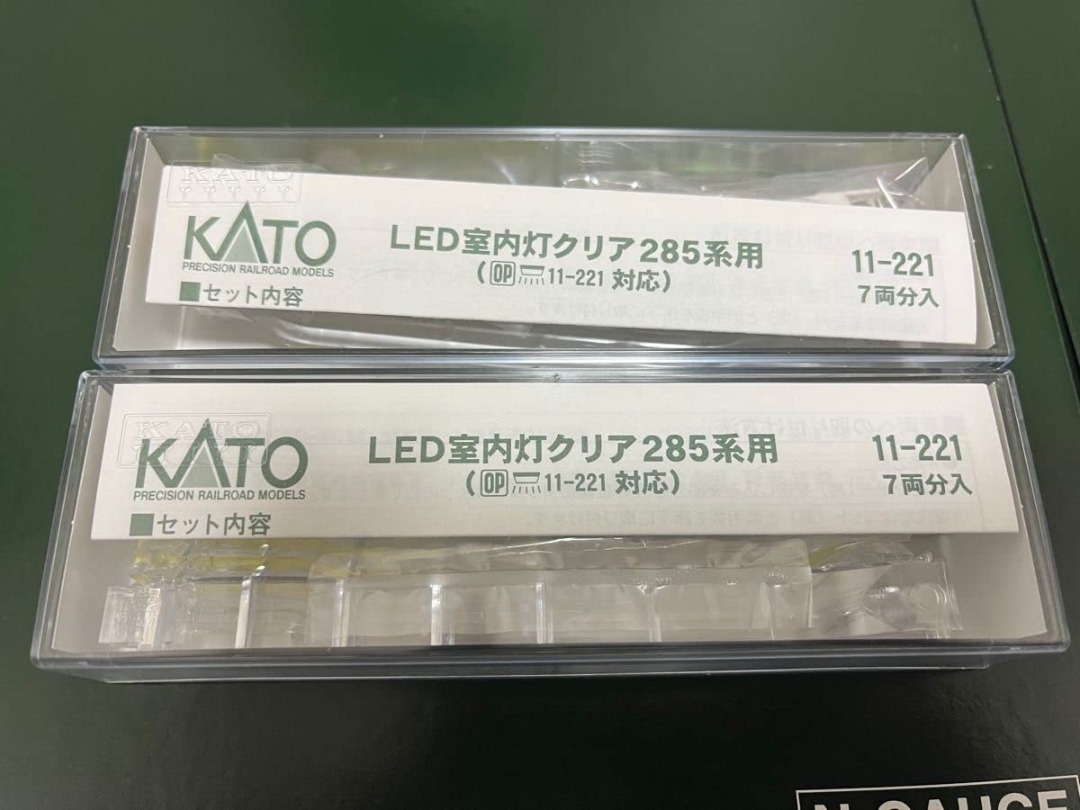 KATO
KATO
PRECISION RAILROAD MODELS
LED室内灯クリア285系用
(OP 11-221 対応)
11-221
7両分入
■セット内容
KATO
KATO
PRECISION RAILROAD MODELS
LED室内灯クリア285系用
(OP 11-221 対応)
11-221
7両分入
■セット内容
N-GAUGE